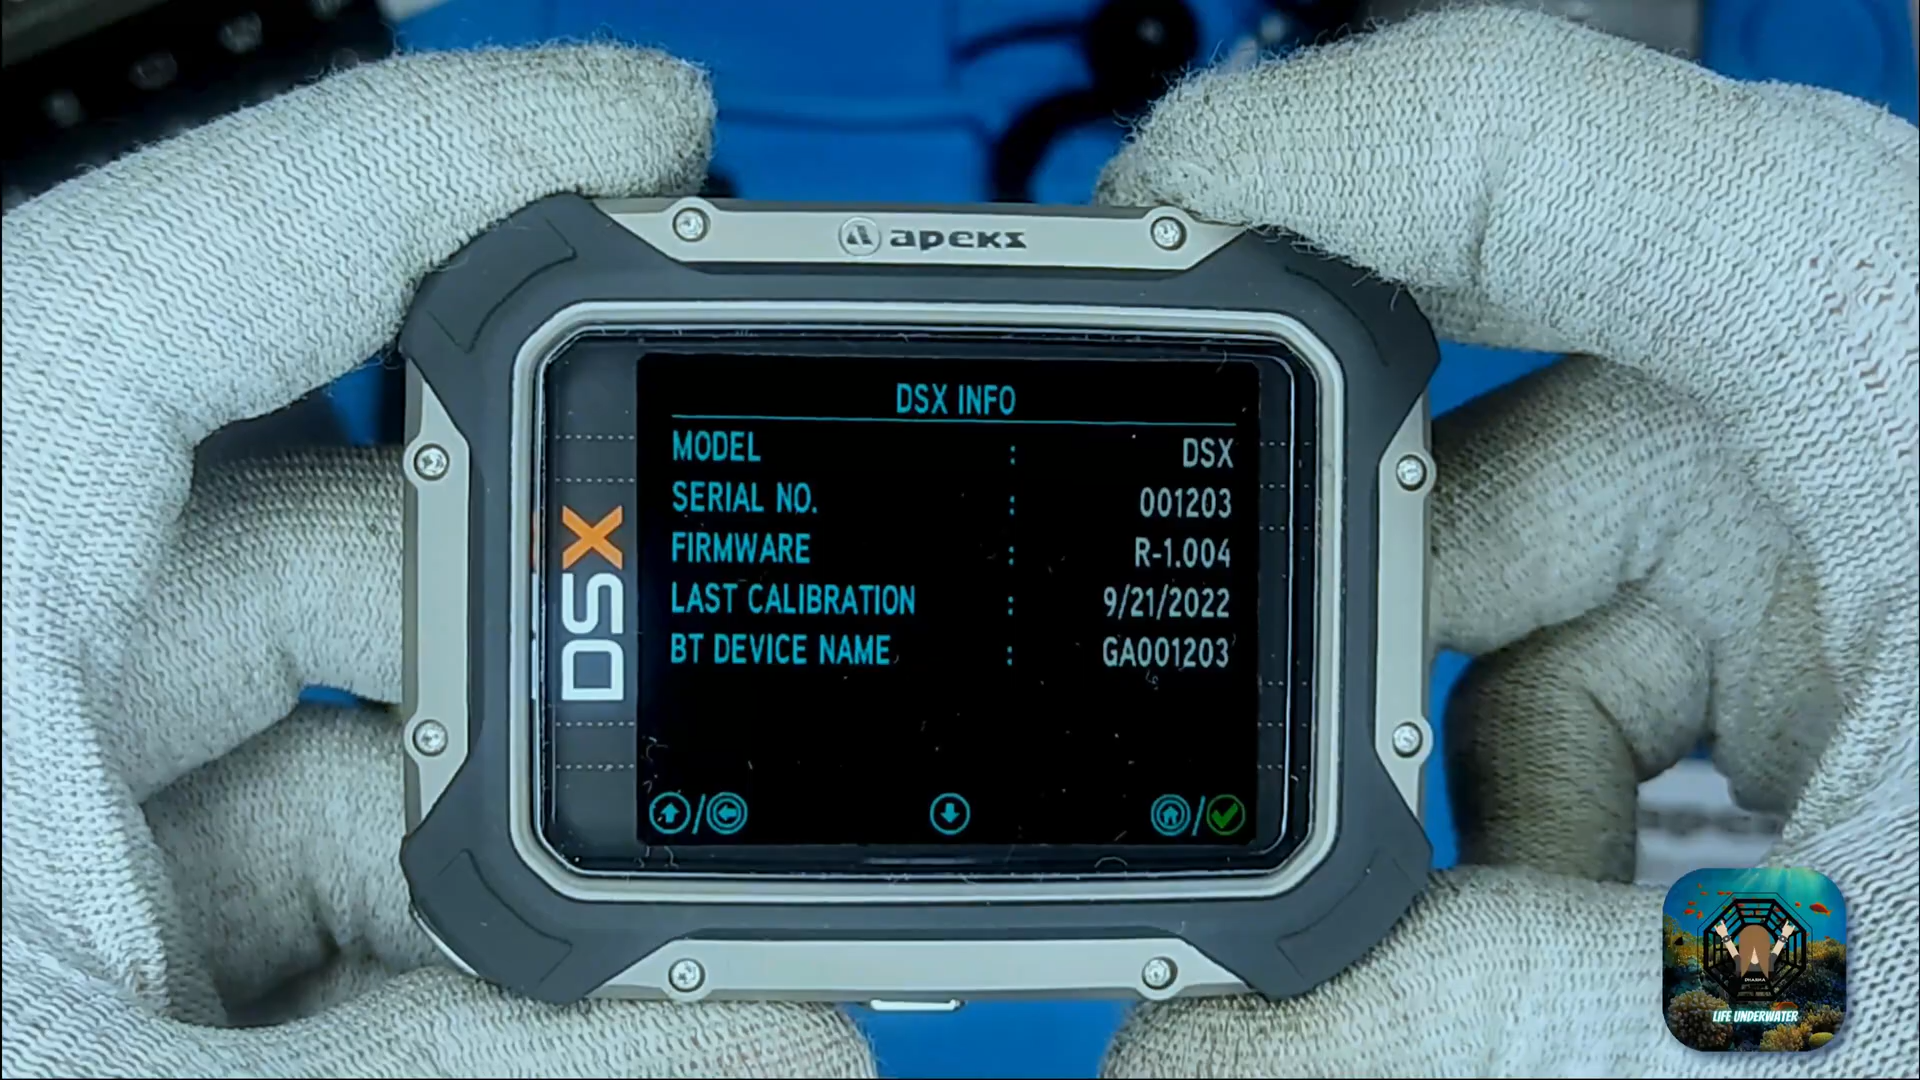 apeks
DSX
DSX INFO
MODEL : DSX
SERIAL NO. : 001203
FIRMWARE : R-1.004
LAST CALIBRATION : 9/21/2022
BT DEVICE NAME : GA001203
LIFE UNDERWATER